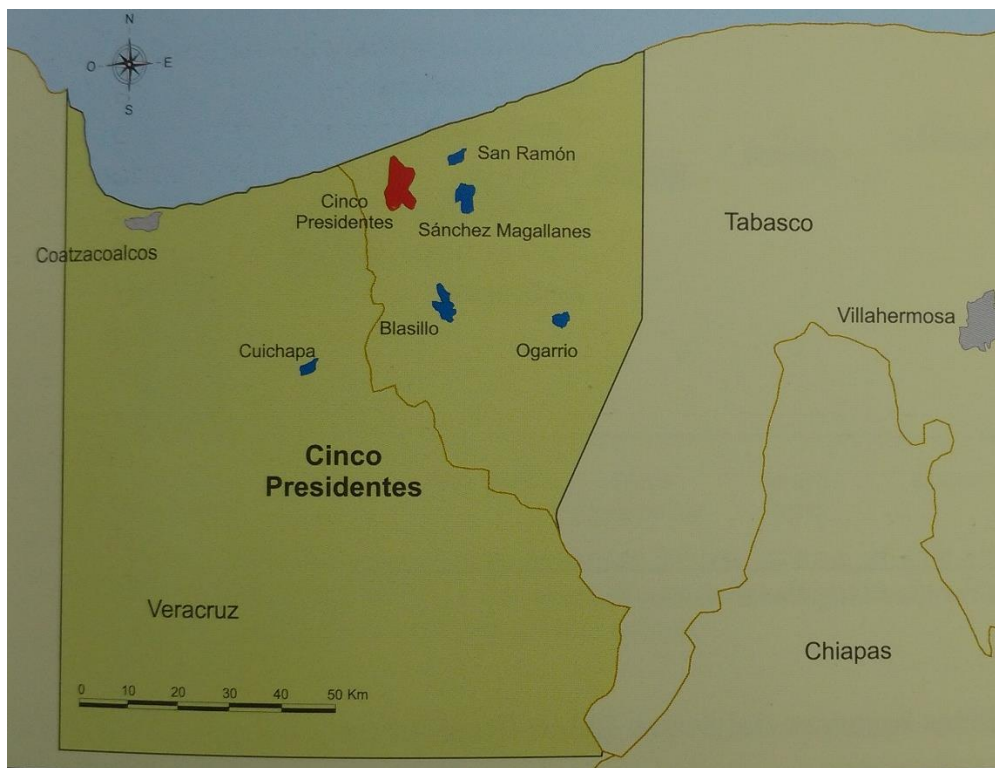 N
O
E
S
San Ramón
Cinco
Presidentes
Sánchez Magallanes
Tabasco
Coatzacoalcos
Villahermosa
Blasillo
Ogarrio
Cuichapa
Cinco
Presidentes
Veracruz
Chiapas
0 10 20 30 40 50 Km